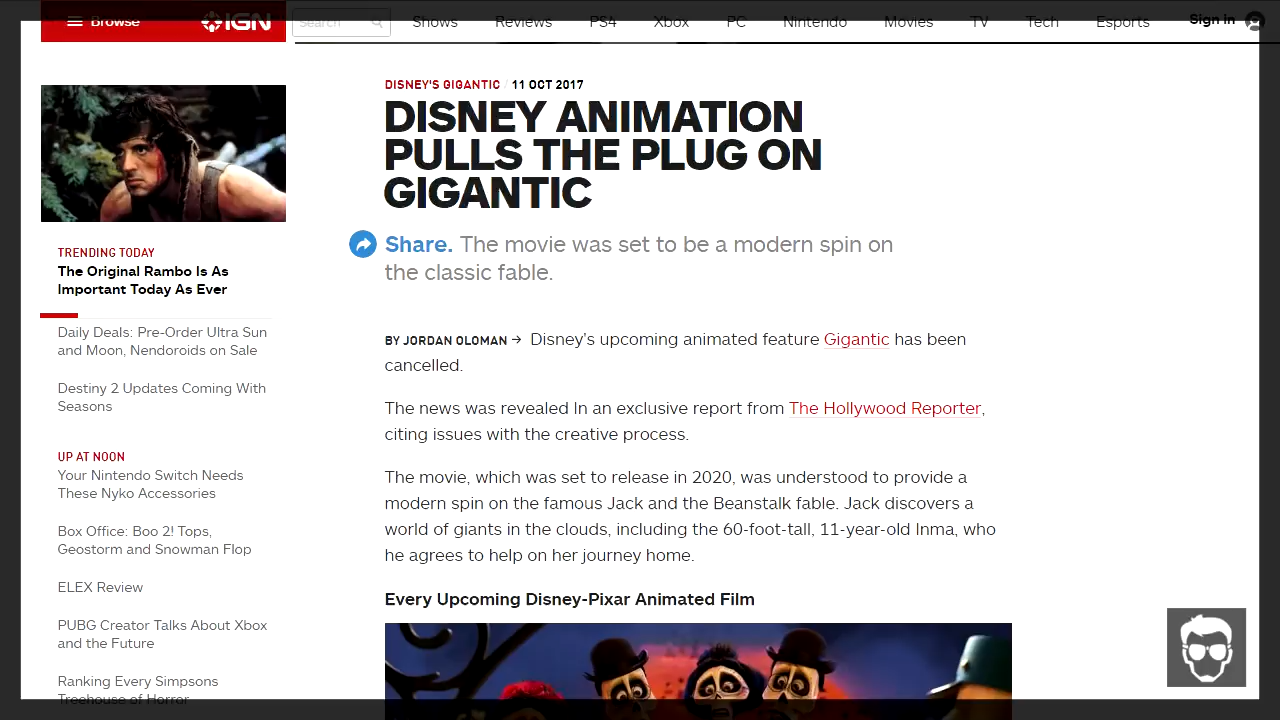 Browse
IGN
Search
Shows
Reviews
PS4
Xbox
PC
Nintendo
Movies
TV
Tech
Esports
Sign in
TRENDING TODAY
The Original Rambo Is As
Important Today As Ever
Daily Deals: Pre-Order Ultra Sun
and Moon, Nendoroids on Sale
Destiny 2 Updates Coming With
Seasons
UP AT NOON
Your Nintendo Switch Needs
These Nyko Accessories
Box Office: Boo 2! Tops,
Geostorm and Snowman Flop
ELEX Review
PUBG Creator Talks About Xbox
and the Future
Ranking Every Simpsons
Treehouse of Horror
DISNEY'S GIGANTIC / 11 OCT 2017
DISNEY ANIMATION
PULLS THE PLUG ON
GIGANTIC
Share. The movie was set to be a modern spin on
the classic fable.
BY JORDAN OLOMAN → Disney's upcoming animated feature Gigantic has been
cancelled.
The news was revealed In an exclusive report from The Hollywood Reporter,
citing issues with the creative process.
The movie, which was set to release in 2020, was understood to provide a
modern spin on the famous Jack and the Beanstalk fable. Jack discovers a
world of giants in the clouds, including the 60-foot-tall, 11-year-old Inma, who
he agrees to help on her journey home.
Every Upcoming Disney-Pixar Animated Film